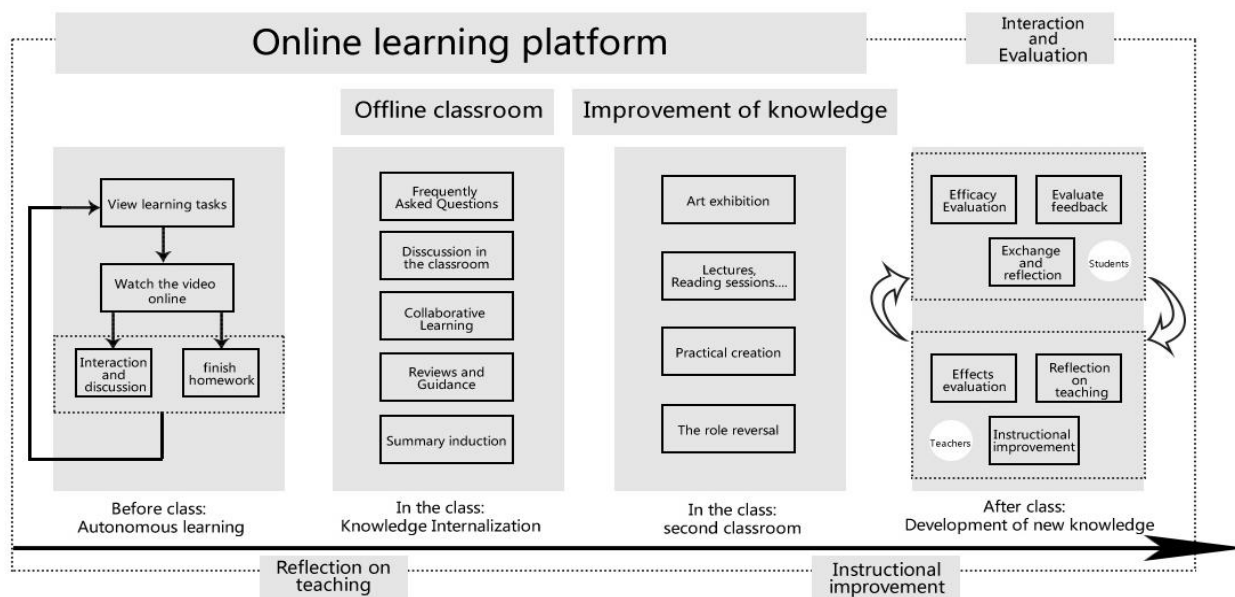 Online learning platform
Interaction
and
Evaluation
Offline classroom
Improvement of knowledge
View learning tasks
Watch the video
online
Interaction
and
discussion
finish
homework
Before class:
Autonomous learning
Frequently
Asked Questions
Disscussion in
the classroom
Collaborative
Learning
Reviews and
Guidance
Summary induction
In the class:
Knowledge Internalization
Art exhibition
Lectures,
Reading sessions....
Practical creation
The role reversal
In the class:
second classroom
Efficacy
Evaluation
Evaluate
feedback
Exchange and
reflection
Students
Effects
evaluation
Reflection on
teaching
Teachers
Instructional
improvement
After class:
Development of new knowledge
Reflection on
teaching
Instructional
improvement